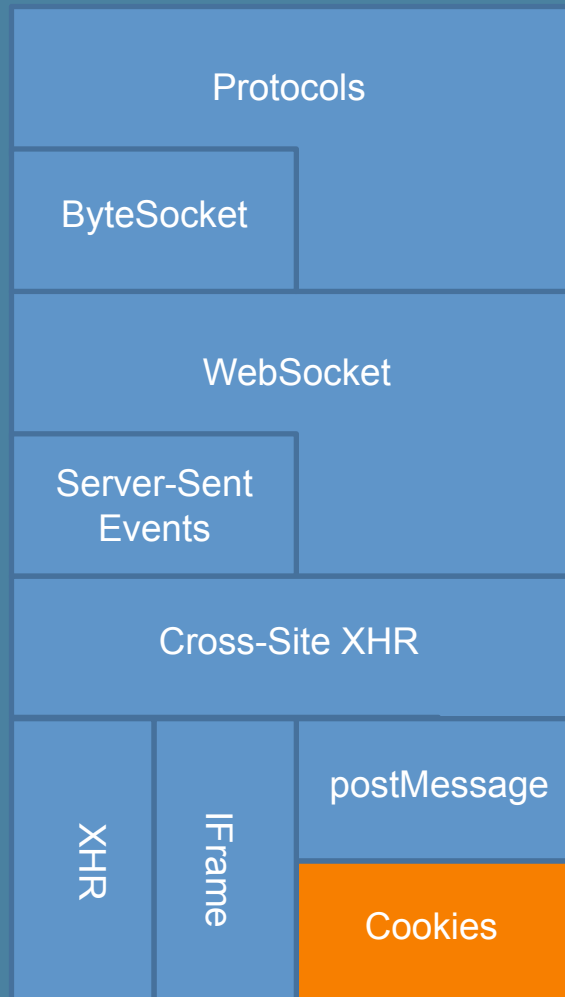 Protocols
ByteSocket
WebSocket
Server-Sent
Events
Cross-Site XHR
XHR
IFrame
postMessage
Cookies